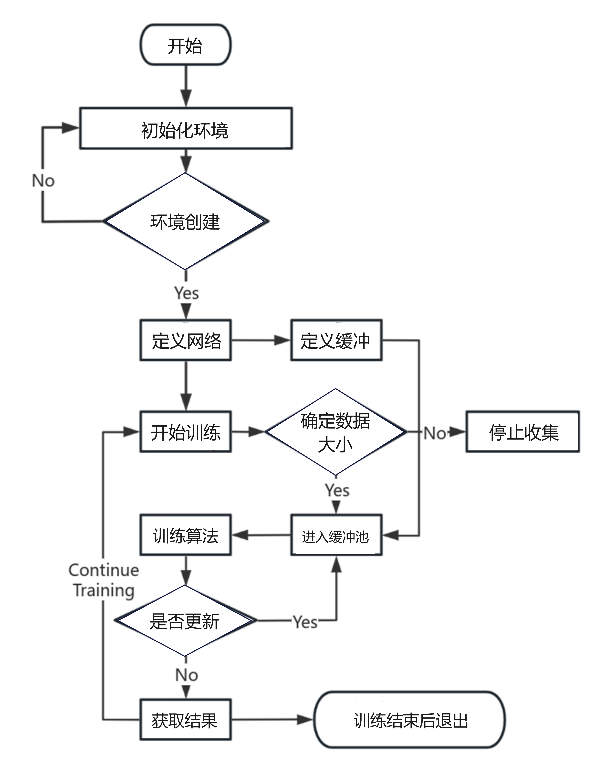 开始
初始化环境
No
环境创建
Yes
定义网络
定义缓冲
开始训练
确定数据
大小
No
停止收集
Yes
训练算法
进入缓冲池
Continue
Training
是否更新
Yes
No
获取结果
训练结束后退出